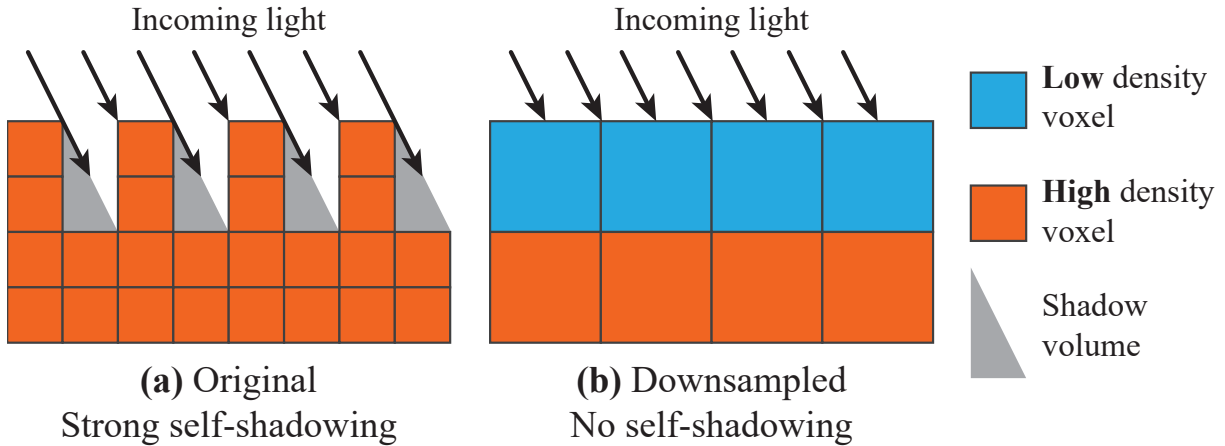 Incoming light
Incoming light
Low density
voxel
High density
voxel
Shadow
volume
(a) Original
Strong self-shadowing
(b) Downsampled
No self-shadowing